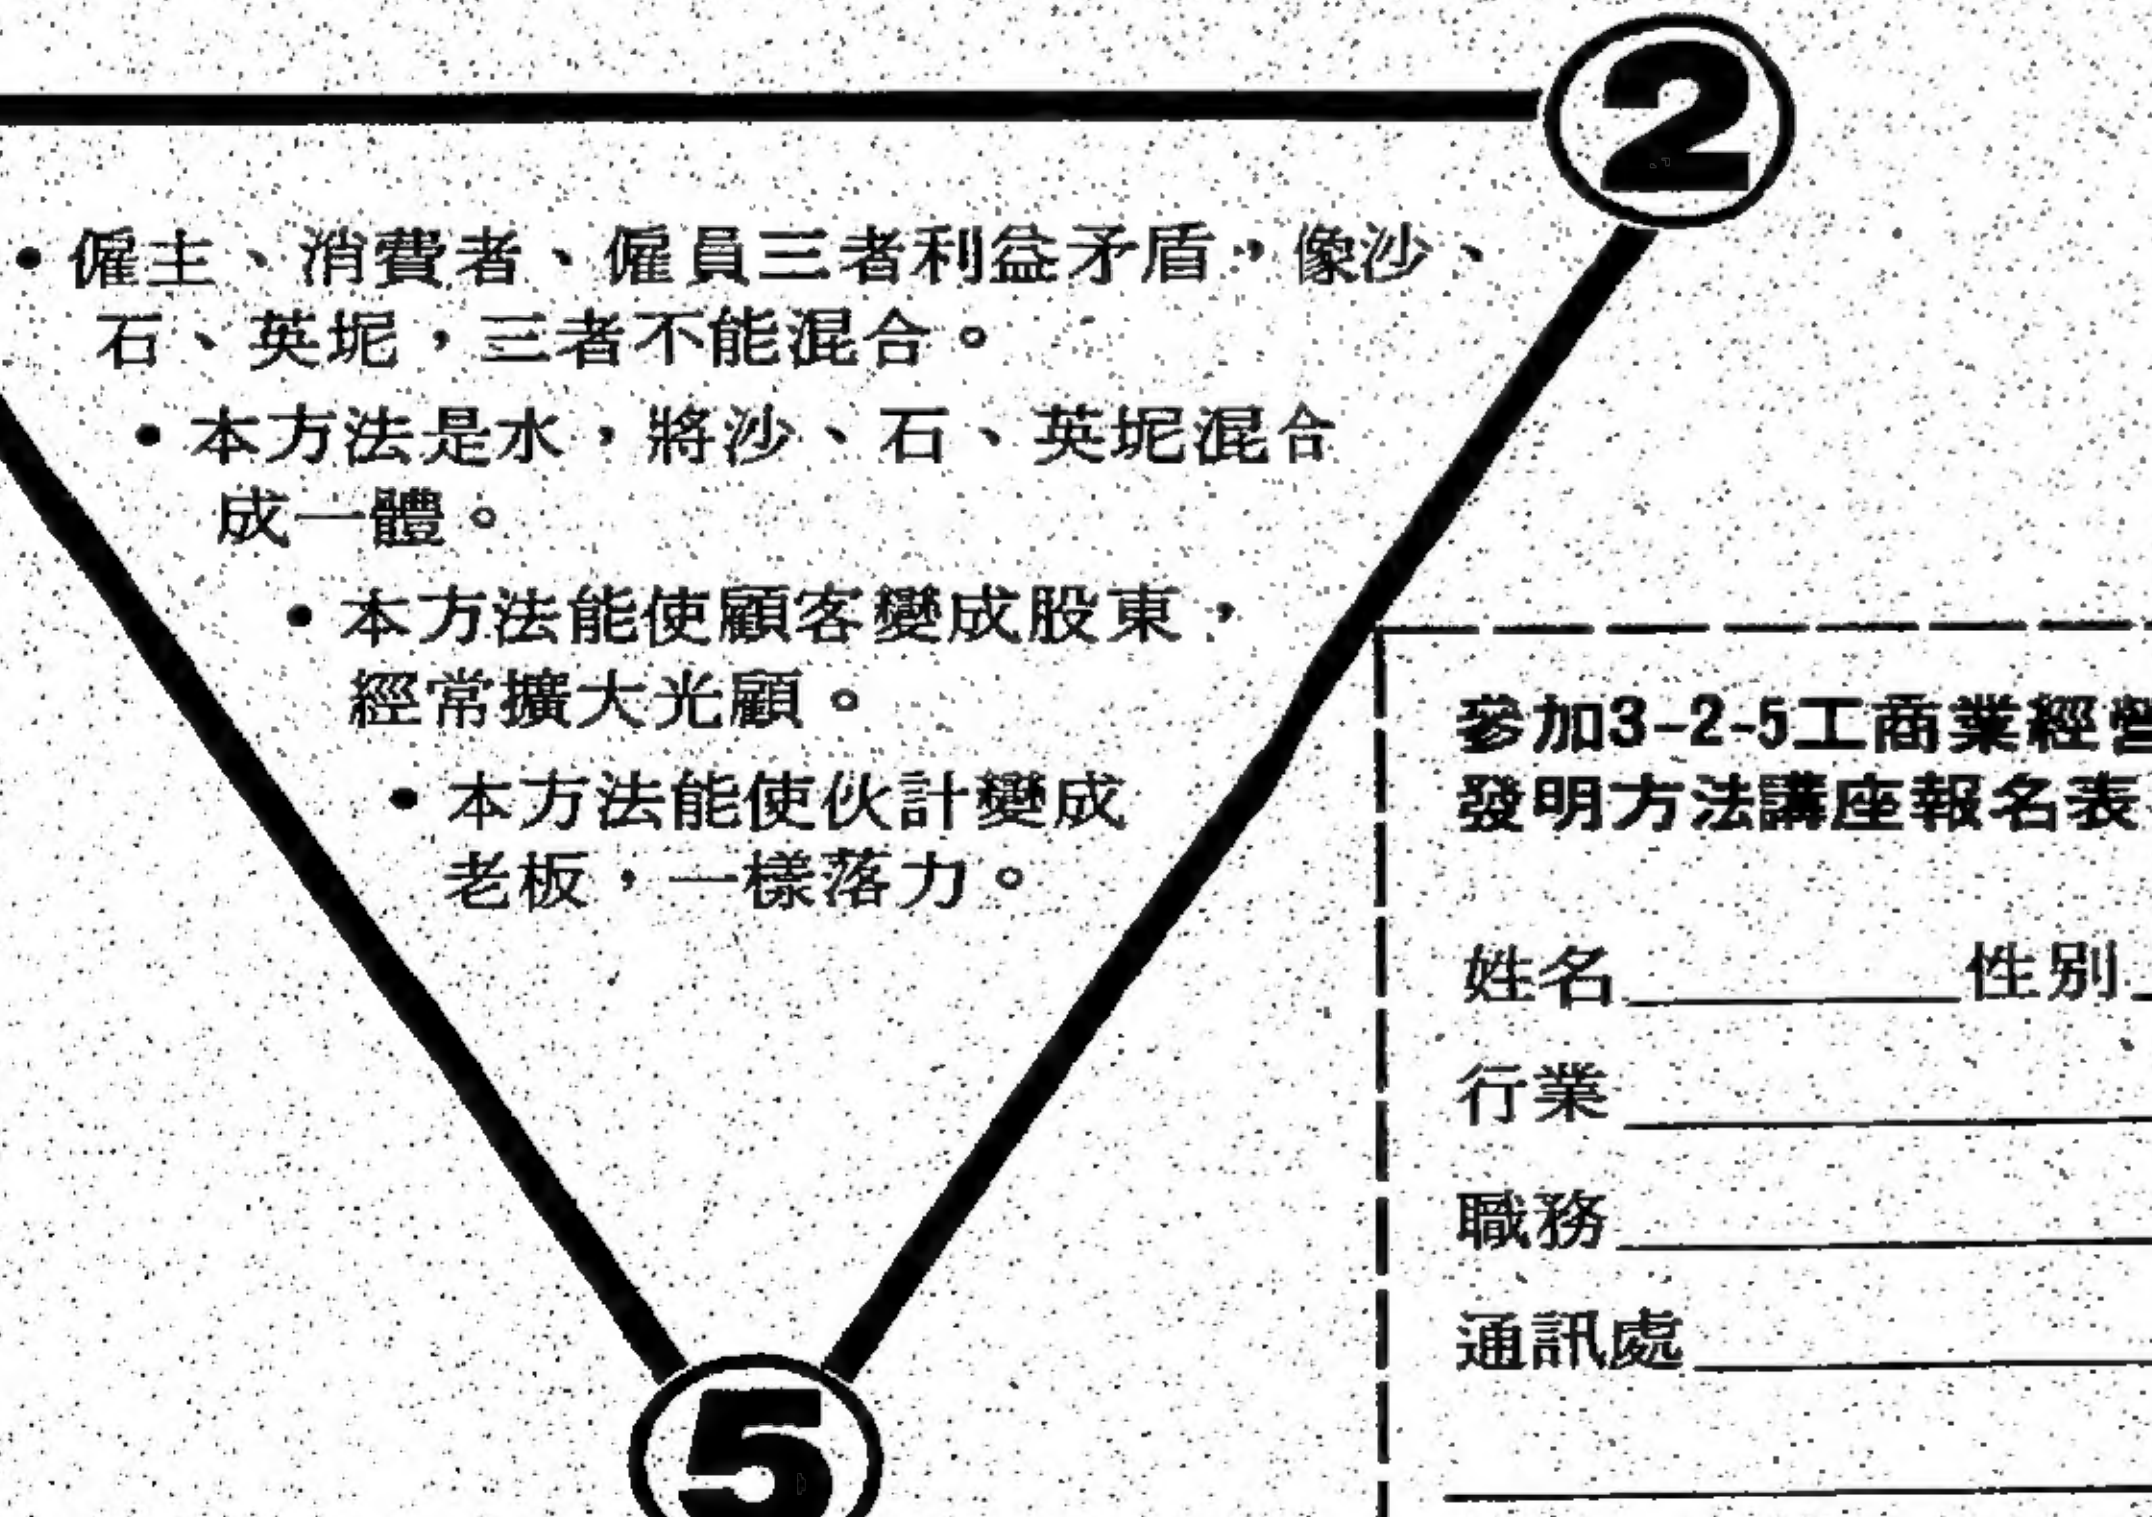 2
•僱主、消費者、僱員三者利益矛盾，像沙、
石、英坭，三者不能混合。
•本方法是水，將沙、石、英坭混合
成一體。
•本方法能使顧客變成股東，
經常擴大光顧。
•本方法能使伙計變成
老板，一樣落力。
5
參加3-2-5工商業經營
發明方法講座報名表
姓名 性別
行業
職務
通訊處